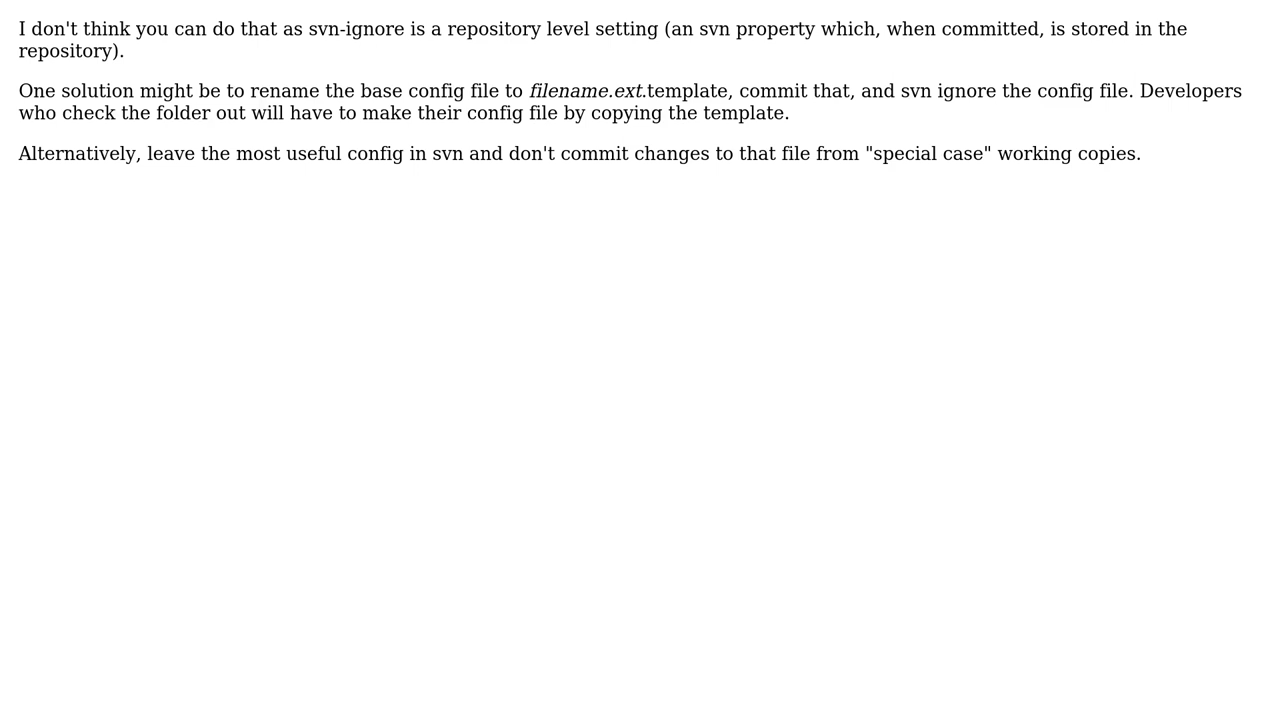 I don't think you can do that as svn-ignore is a repository level setting (an svn property which, when committed, is stored in the
repository).
One solution might be to rename the base config file to filename.ext.template, commit that, and svn ignore the config file. Developers
who check the folder out will have to make their config file by copying the template.
Alternatively, leave the most useful config in svn and don't commit changes to that file from "special case" working copies.